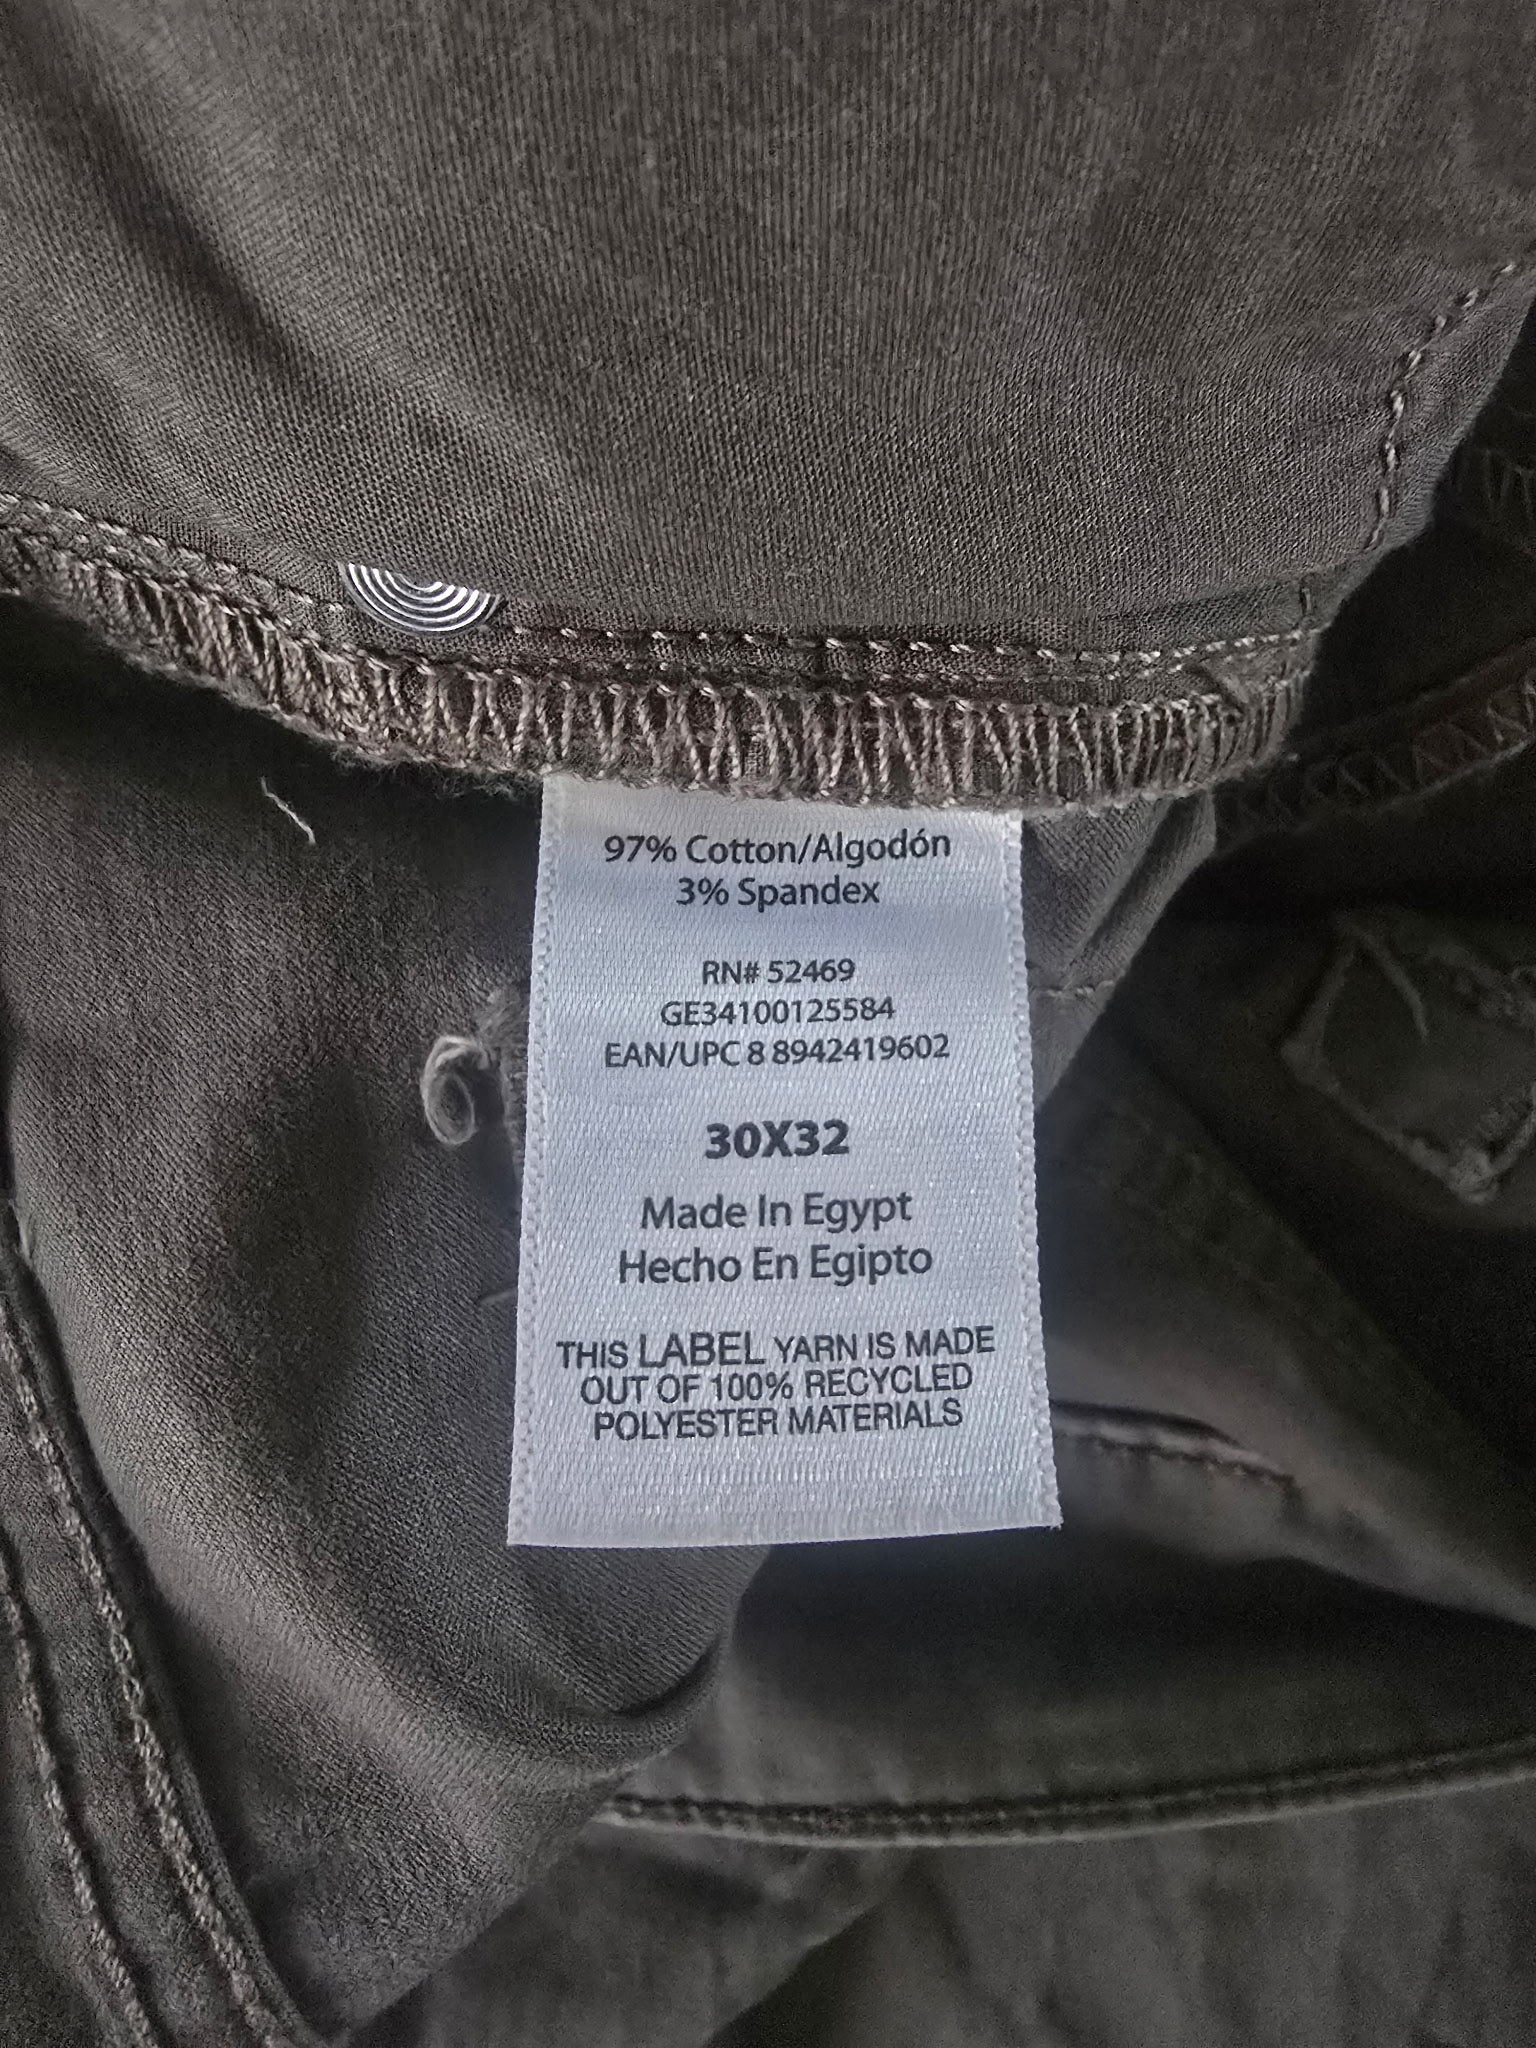 97% Cotton/Algodón
3% Spandex
RN# 52469
GE34100125584
EAN/UPC 8 8942419602
30X32
Made In Egypt
Hecho En Egipto
THIS LABEL YARN IS MADE
OUT OF 100% RECYCLED
POLYESTER MATERIALS